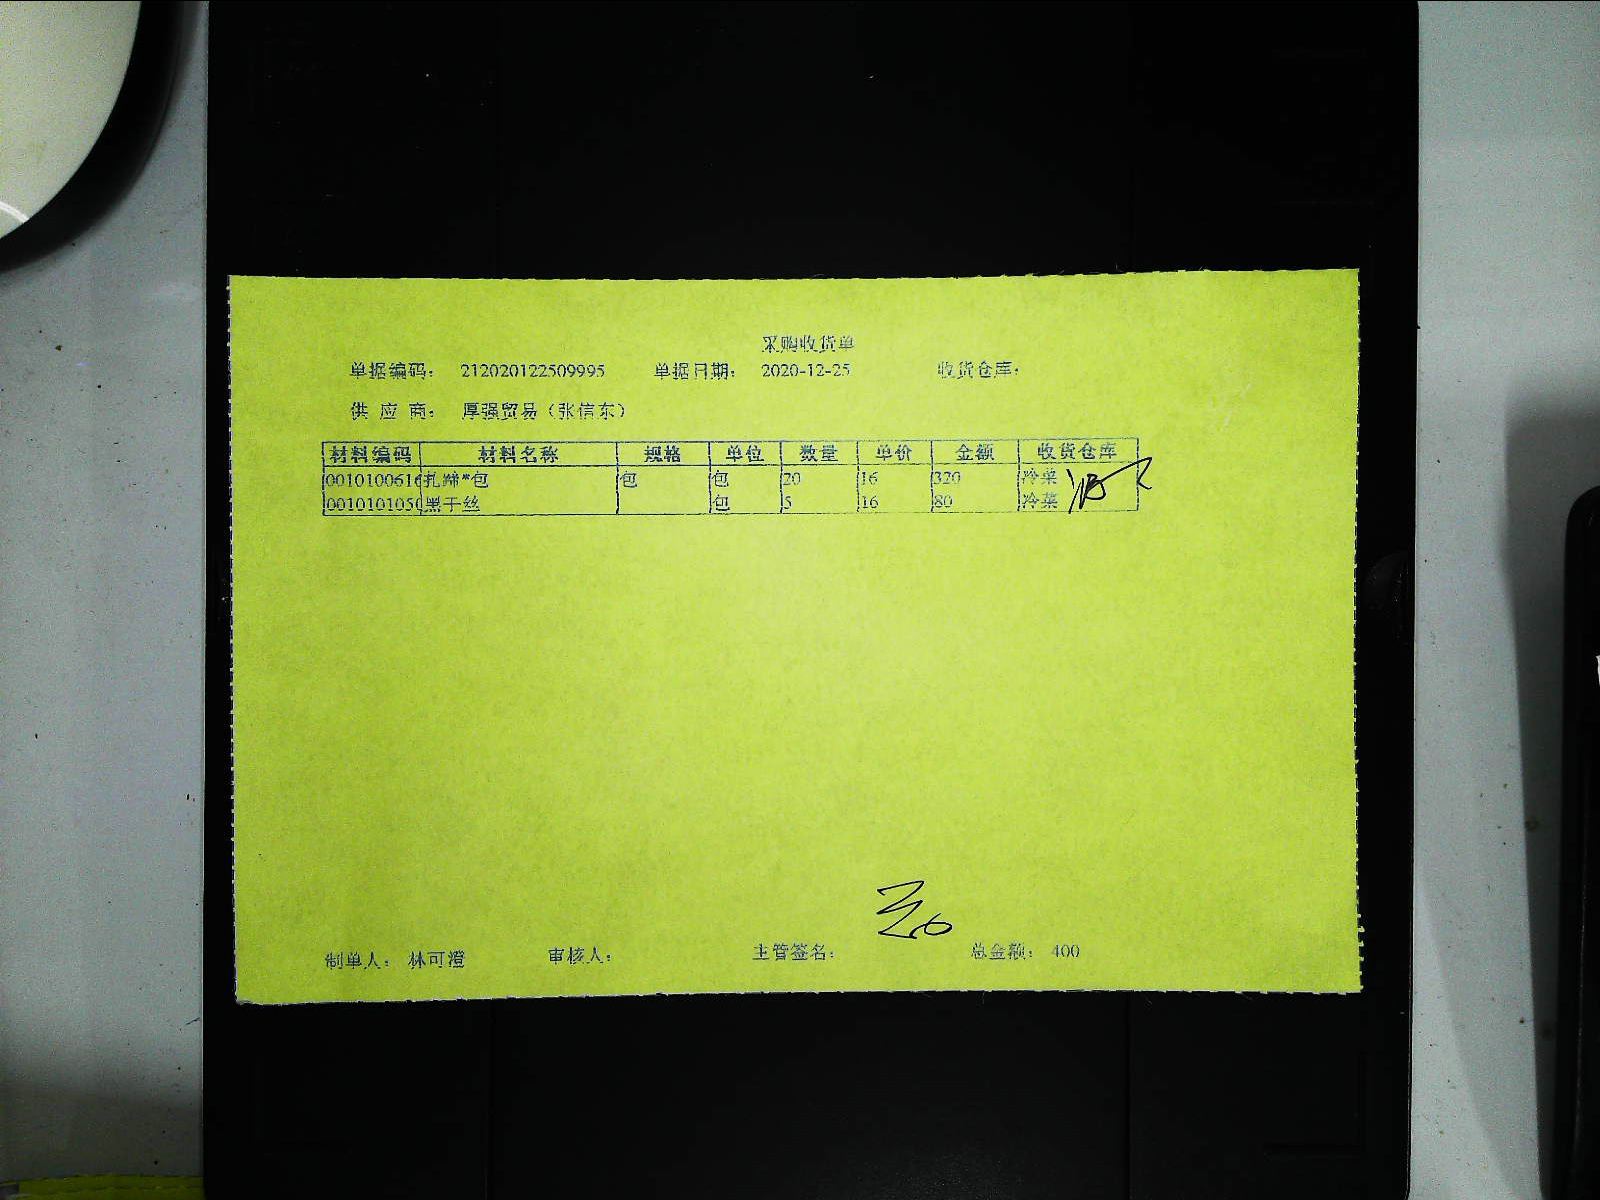 采购收货单
单据编码： 212020122509995 单据日期： 2020-12-25 收货仓库：
供 应 商： 厚强贸易（张信东）
材料编码 材料名称 规格 单位 数量 单价 金额 收货仓库
0010100616 扎蹄*包 包 包 20 16 320 冷菜
0010101050 黑干丝 包 5 16 80 冷菜
制单人： 林可澄 审核人： 主管签名： 总金额： 400